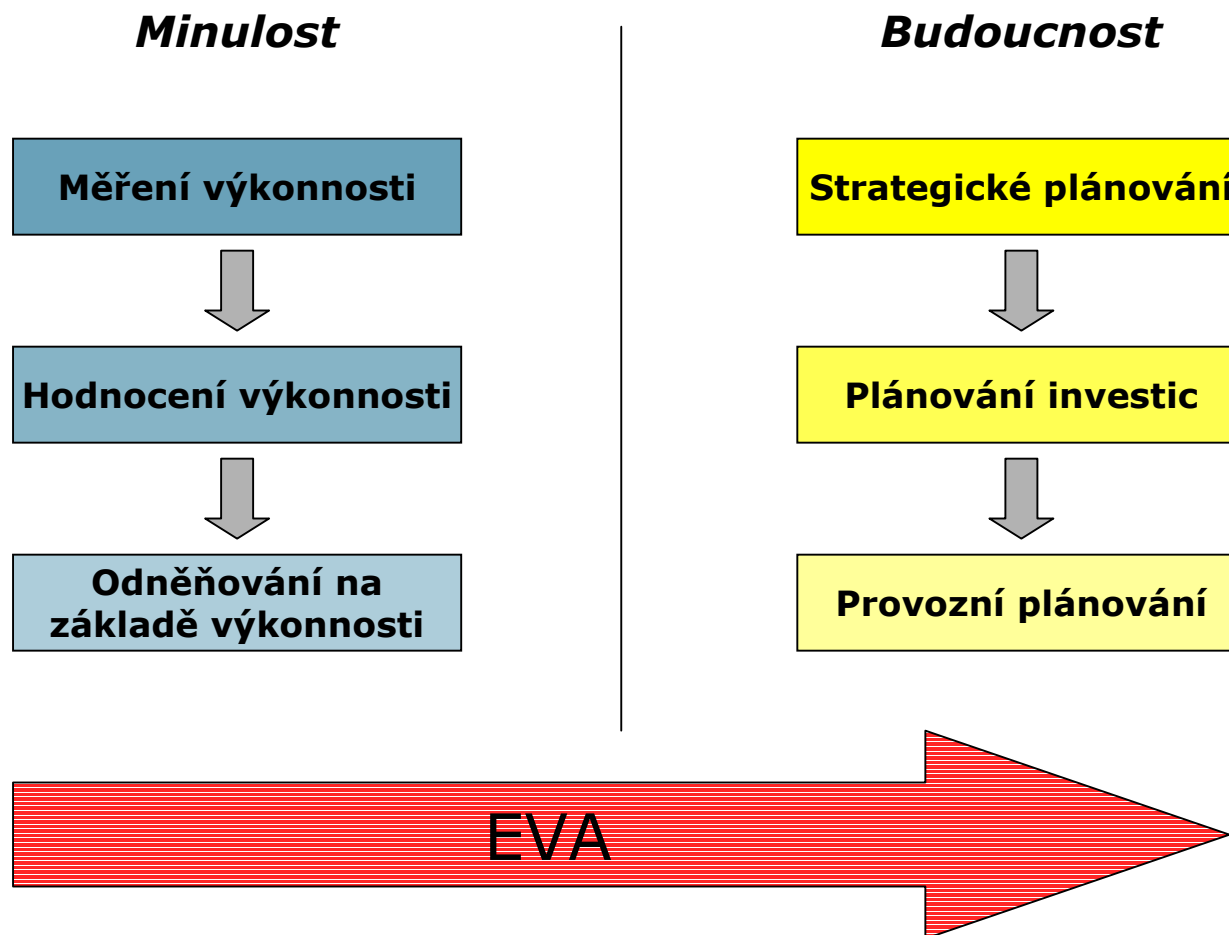 Minulost
Budoucnost
Měření výkonnosti
Strategické plánování
Hodnocení výkonnosti
Plánování investic
Odněňování na
základě výkonnosti
Provozní plánování
EVA